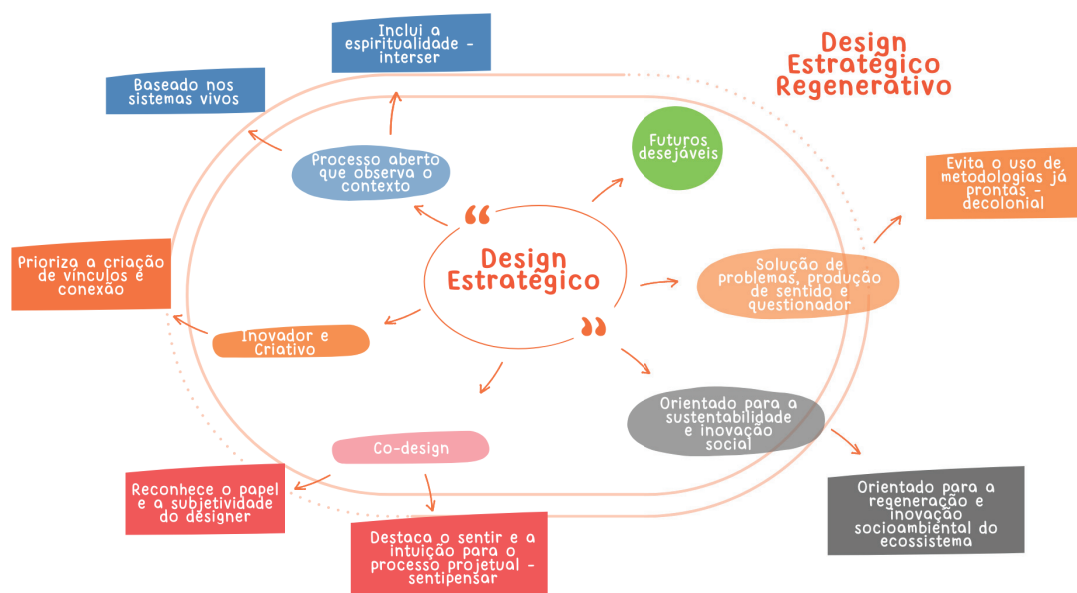 Design
Estratégico
Regenerativo
Inclui a
espiritualidade -
interser
Baseado nos
sistemas vivos
Processo aberto
que observa o
contexto
Futuros
desejáveis
Evita o uso de
metodologias já
prontas -
decolonial
“
Design
Estratégico
”
Solução de
problemas, produção
de sentido e
questionador
Prioriza a criação
de vínculos e
conexão
Inovador e
Criativo
Orientado para a
sustentabilidade
e inovação
social
Co-design
Reconhece o papel
e a subjetividade
do designer
Destaca o sentir e a
intuição para o
processo projetual -
sentipensar
Orientado para a
regeneração e
inovação
socioambiental do
ecossistema